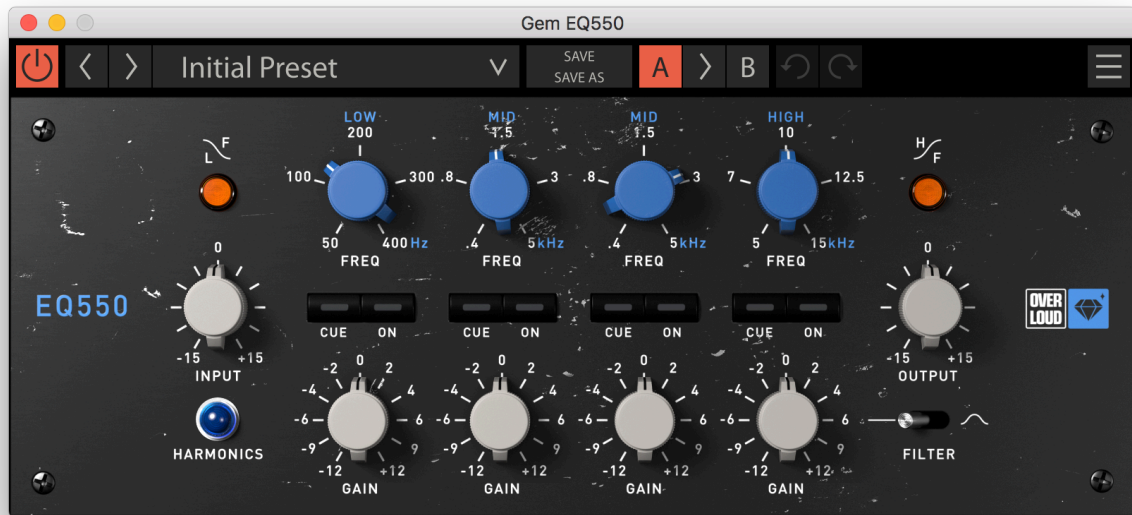 Gem EQ550
Initial Preset
SAVE
SAVE AS
A
B
LOW
200
100
300
50
400 Hz
FREQ
MID
1.5
.8
3
.4
5 kHz
FREQ
MID
1.5
.8
3
.4
5 kHz
FREQ
HIGH
10
7
12.5
5
15 kHz
FREQ
L F
H F
EQ550
0
-15 +15
INPUT
CUE ON
CUE ON
CUE ON
CUE ON
0
-15 +15
OUTPUT
OVER
LOUD
HARMONICS
0
-2 2
-4 4
-6 6
-9 9
-12 +12
GAIN
0
-2 2
-4 4
-6 6
-9 9
-12 +12
GAIN
0
-2 2
-4 4
-6 6
-9 9
-12 +12
GAIN
0
-2 2
-4 4
-6 6
-9 9
-12 +12
GAIN
FILTER